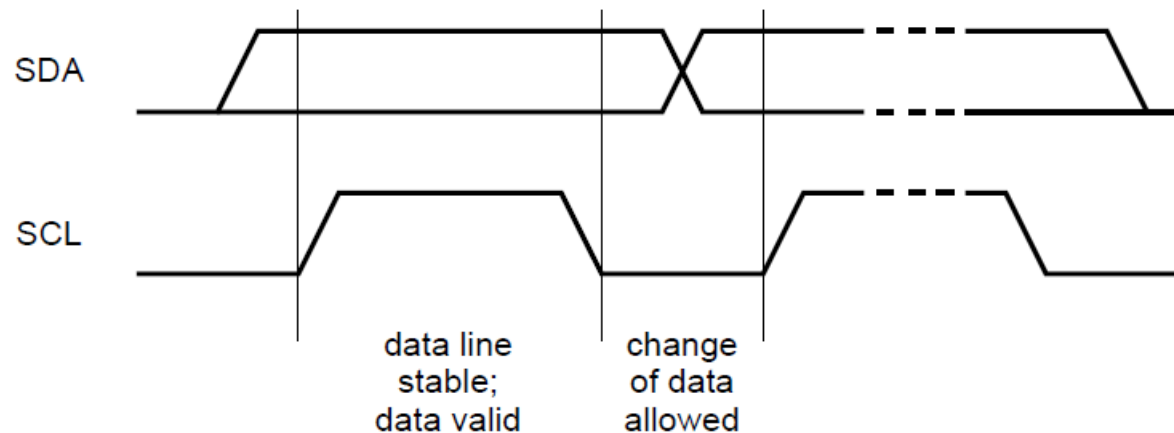 SDA
SCL
data line
stable;
data valid
change
of data
allowed